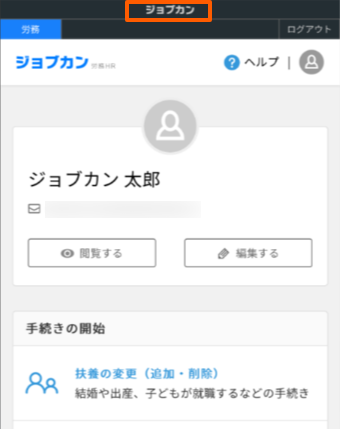 ジョブカン
労務
ログアウト
ジョブカン 労務HR
? ヘルプ |
ジョブカン 太郎
閲覧する
編集する
手続きの開始
扶養の変更（追加・削除）
結婚や出産、子どもが就職するなどの手続き